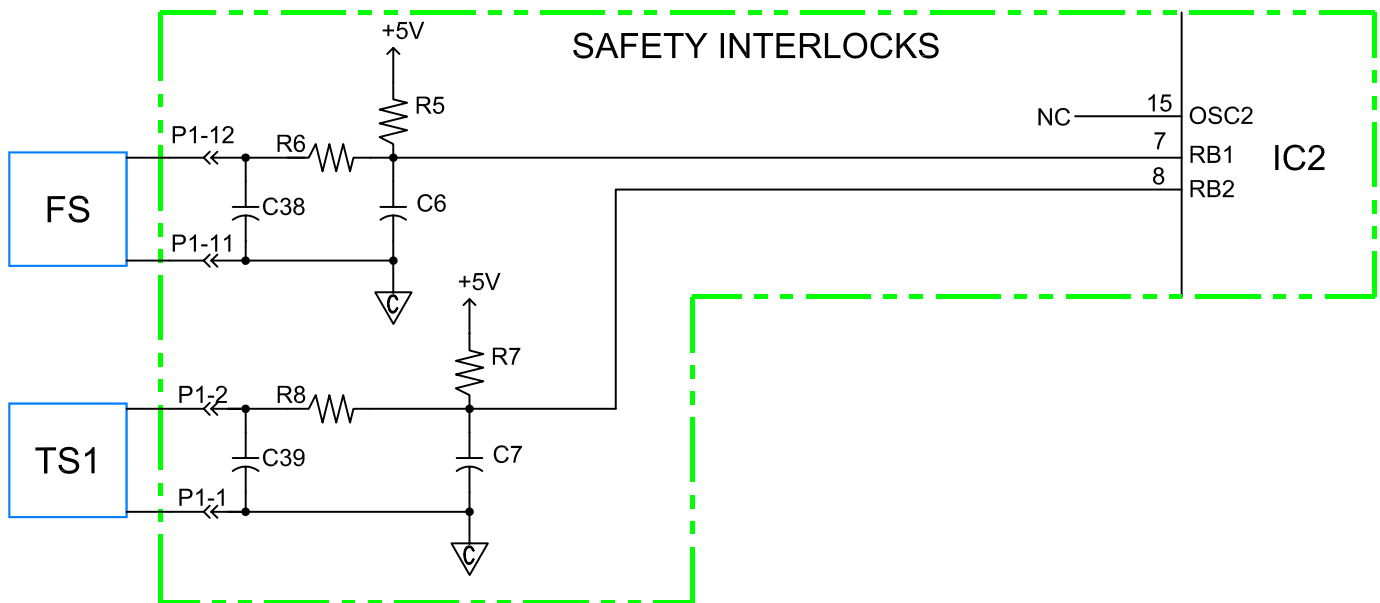 SAFETY INTERLOCKS
+5V
R5
P1-12
R6
15
NC
OSC2
7
RB1
IC2
8
RB2
FS
C38
C6
P1-11
C
+5V
R7
P1-2
R8
TS1
C39
C7
P1-1
C